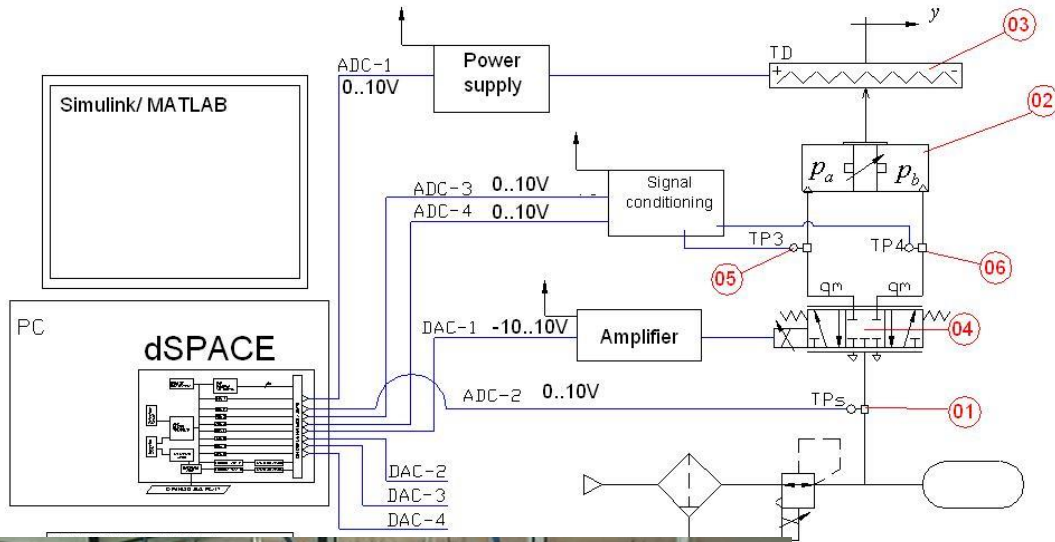 y
03
TD
ADC-1
0..10V
Power
supply
+
-
Simulink/ MATLAB
02
Pa
Pb
ADC-3 0..10V
ADC-4 0..10V
Signal
conditioning
TP3
TP4
05
06
qm
qm
PC
dSPACE
DAC-1 -10..10V
Amplifier
04
ADC-2 0..10V
TPs
01
DAC-2
DAC-3
DAC-4